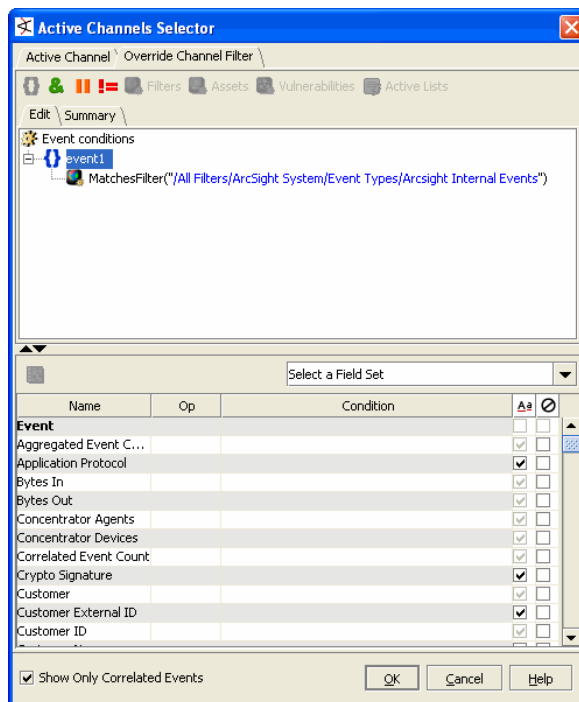 Active Channels Selector
Active Channel Override Channel Filter
{} & || != Filters Assets Vulnerabilities Active Lists
Edit Summary
Event conditions
{} event1
MatchesFilter("/All Filters/ArcSight System/Event Types/Arcsight Internal Events")
Select a Field Set
Name Op Condition Aa
Event
Aggregated Event C...
Application Protocol
Bytes In
Bytes Out
Concentrator Agents
Concentrator Devices
Correlated Event Count
Crypto Signature
Customer
Customer External ID
Customer ID
Show Only Correlated Events OK Cancel Help